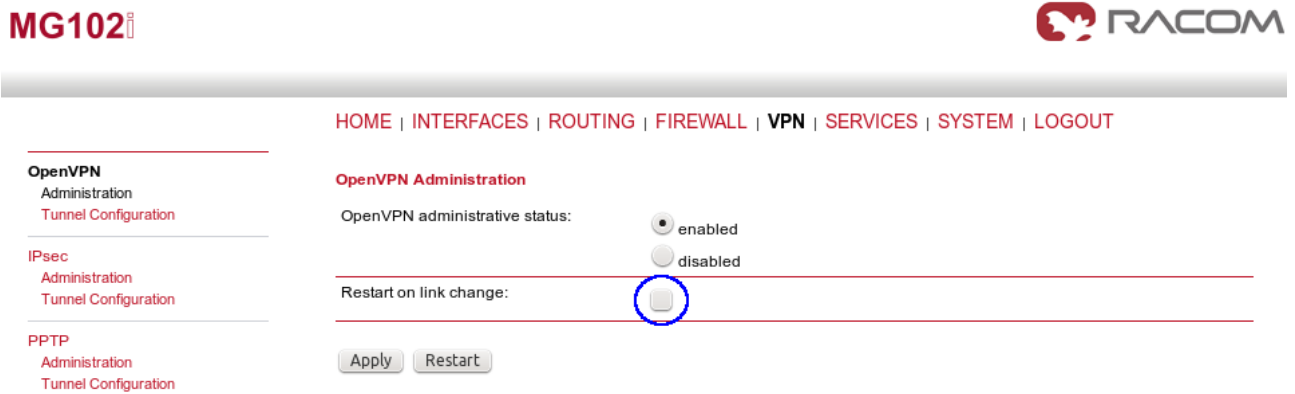 MG102i
RACOM
HOME | INTERFACES | ROUTING | FIREWALL | VPN | SERVICES | SYSTEM | LOGOUT
OpenVPN
Administration
Tunnel Configuration
IPsec
Administration
Tunnel Configuration
PPTP
Administration
Tunnel Configuration
OpenVPN Administration
OpenVPN administrative status:
enabled
disabled
Restart on link change:
Apply Restart